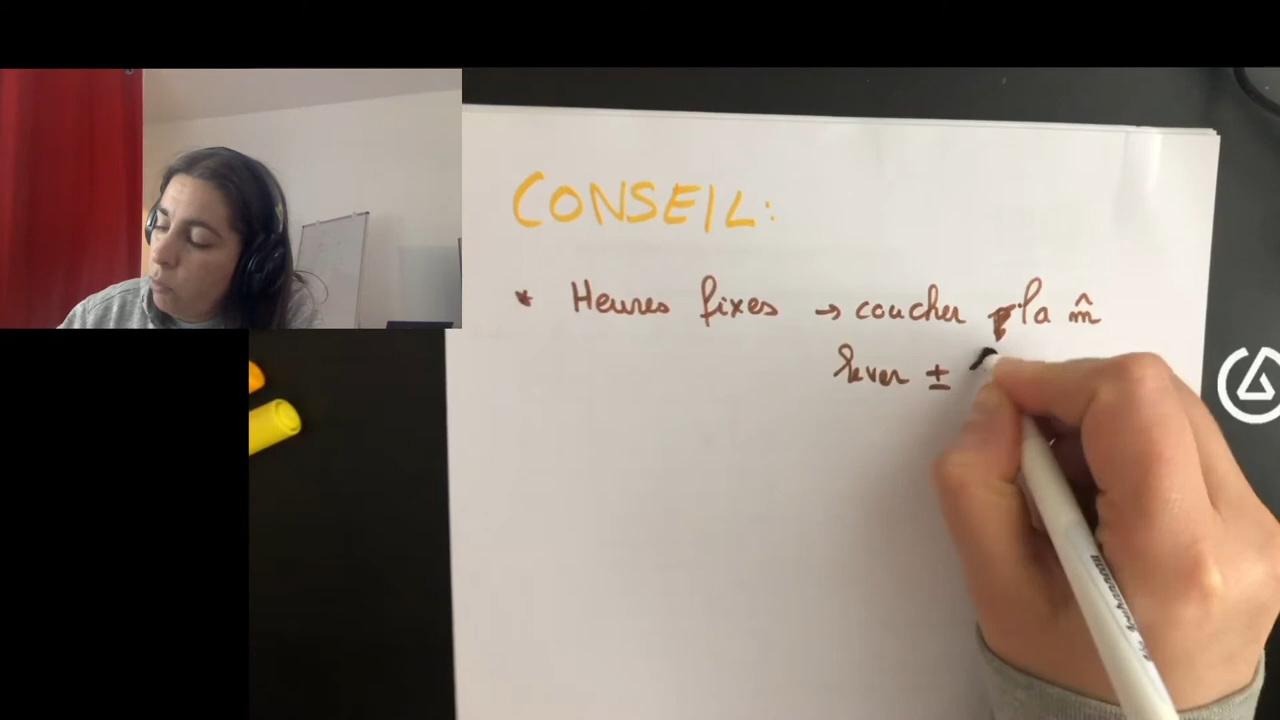 CONSEIL:
* Heures fixes → coucher la m̂
lever ±